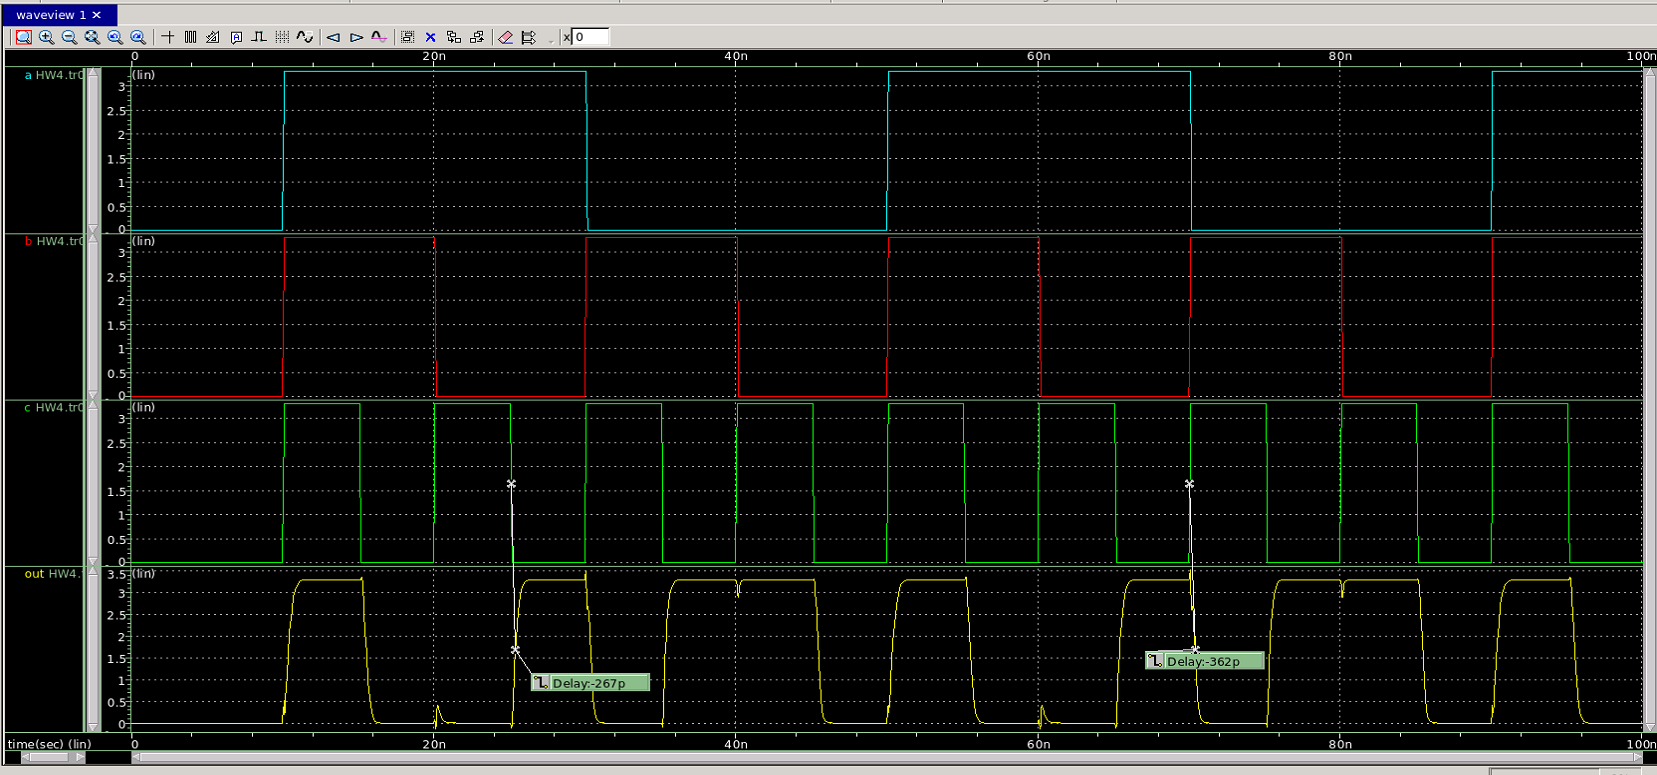 waveview 1
x 0
0 20n 40n 60n 80n 100n
a HW4.tr0 (lin)
3
2.5
2
1.5
1
0.5
0
b HW4.tr0 (lin)
3
2.5
2
1.5
1
0.5
0
c HW4.tr0 (lin)
3
2.5
2
1.5
1
0.5
0
out HW4. 3.5 (lin)
3
2.5
2
1.5
Delay:-362p
1
Delay:-267p
0.5
0
time(sec) (lin) 0 20n 40n 60n 80n 100n